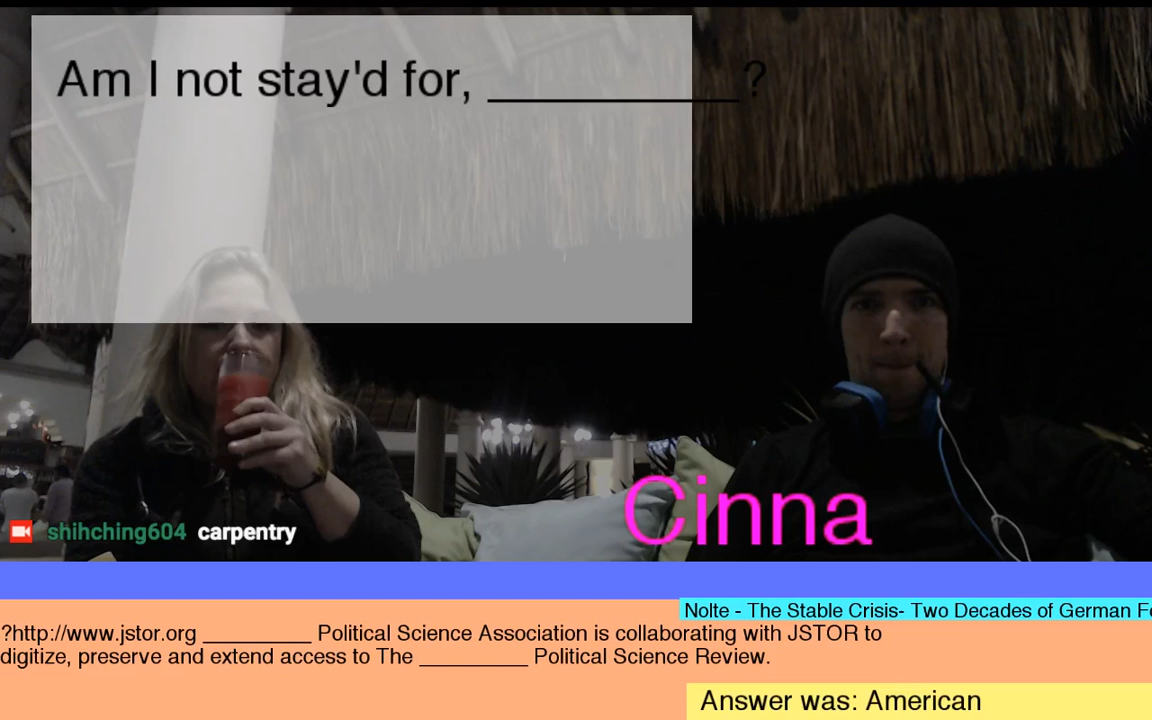 Am I not stay'd for, __________?
shihching604 carpentry
Cinna
Nolte - The Stable Crisis- Two Decades of German Fo
?http://www.jstor.org _________ Political Science Association is collaborating with JSTOR to
digitize, preserve and extend access to The _________ Political Science Review.
Answer was: American